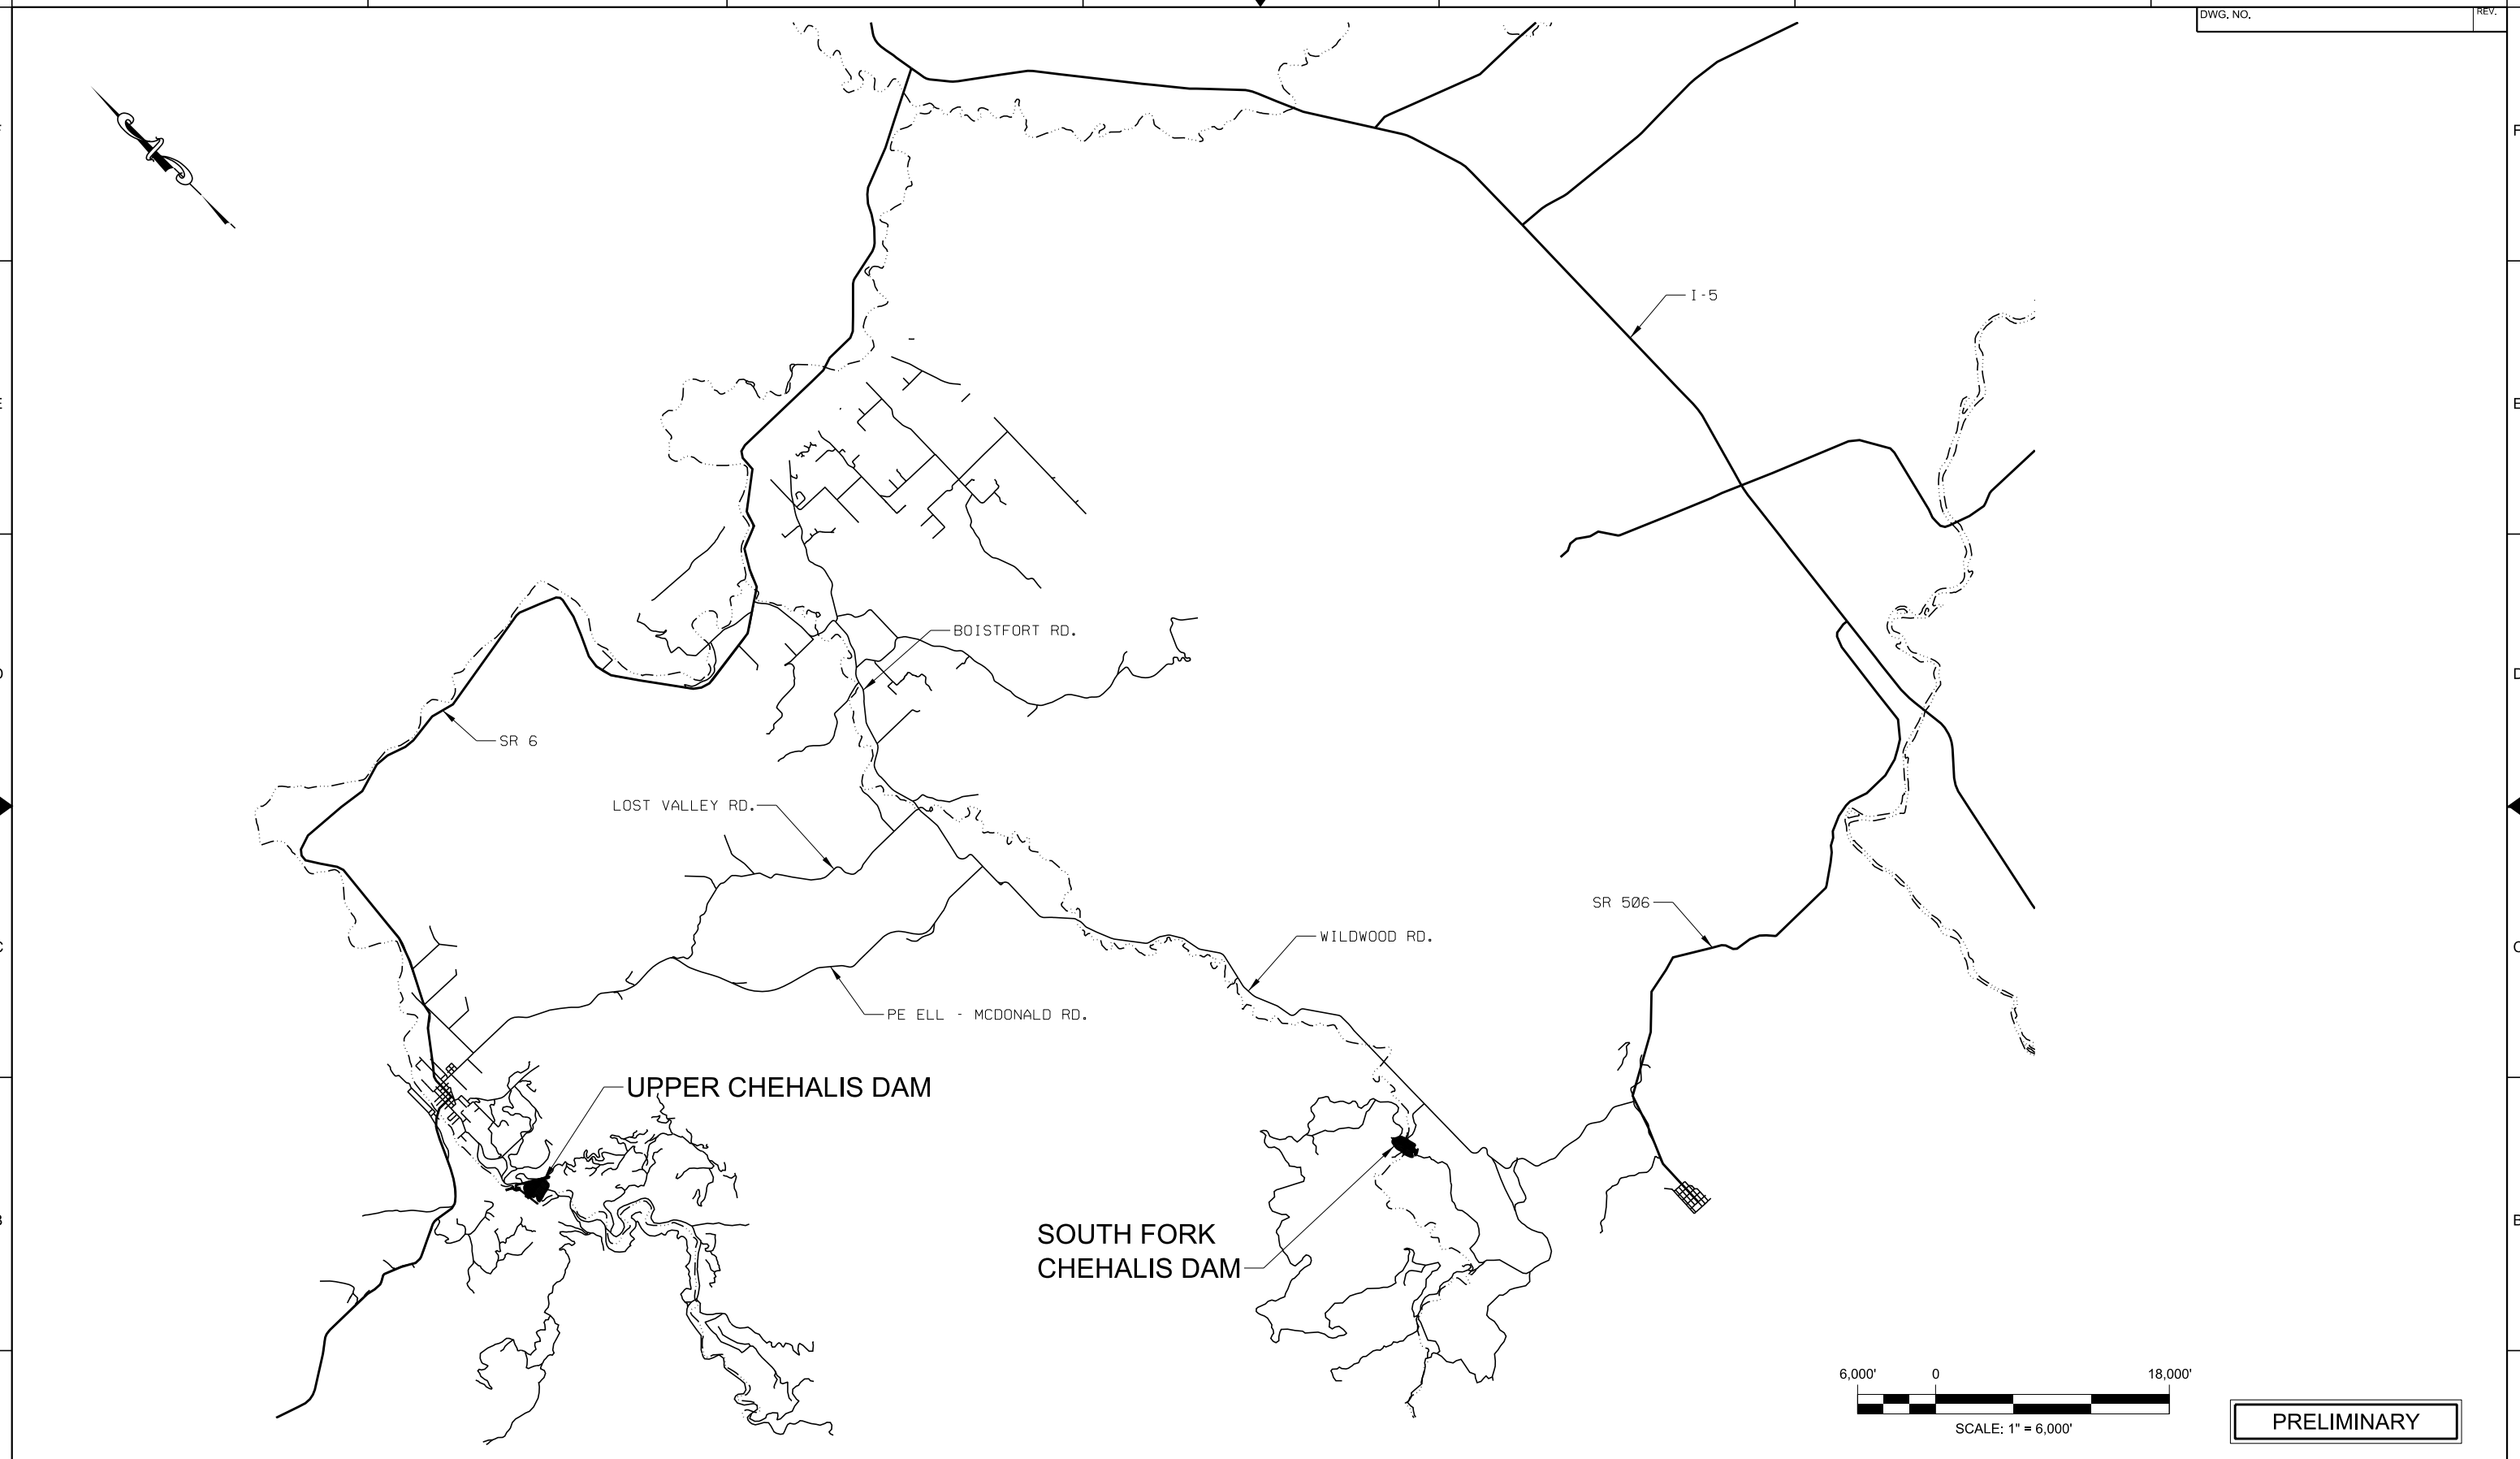 DWG. NO.
REV.
F
I-5
E
E
BOISTFORT RD.
D
SR 6
LOST VALLEY RD.
SR 506
WILDWOOD RD.
C
C
PE ELL - MCDONALD RD.
UPPER CHEHALIS DAM
B
B
SOUTH FORK
CHEHALIS DAM
6,000'
0
18,000'
SCALE: 1" = 6,000'
PRELIMINARY